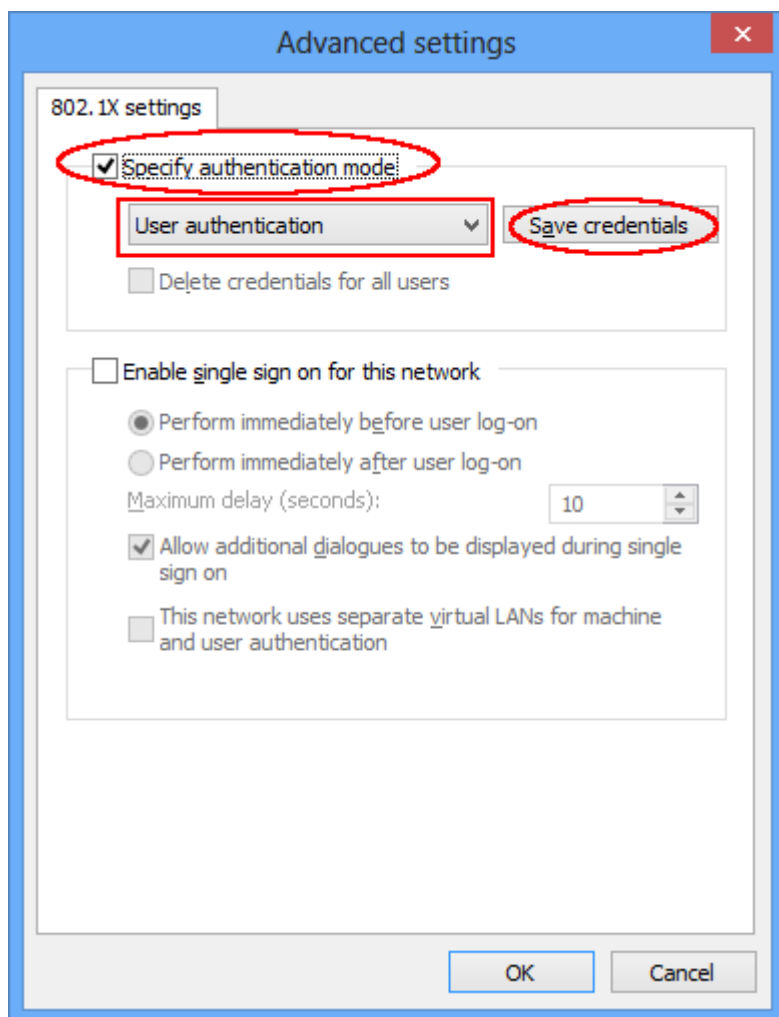 Advanced settings
802.1X settings
Specify authentication mode
User authentication
Save credentials
Delete credentials for all users
Enable single sign on for this network
Perform immediately before user log-on
Perform immediately after user log-on
Maximum delay (seconds):
10
Allow additional dialogues to be displayed during single
sign on
This network uses separate virtual LANs for machine
and user authentication
OK
Cancel